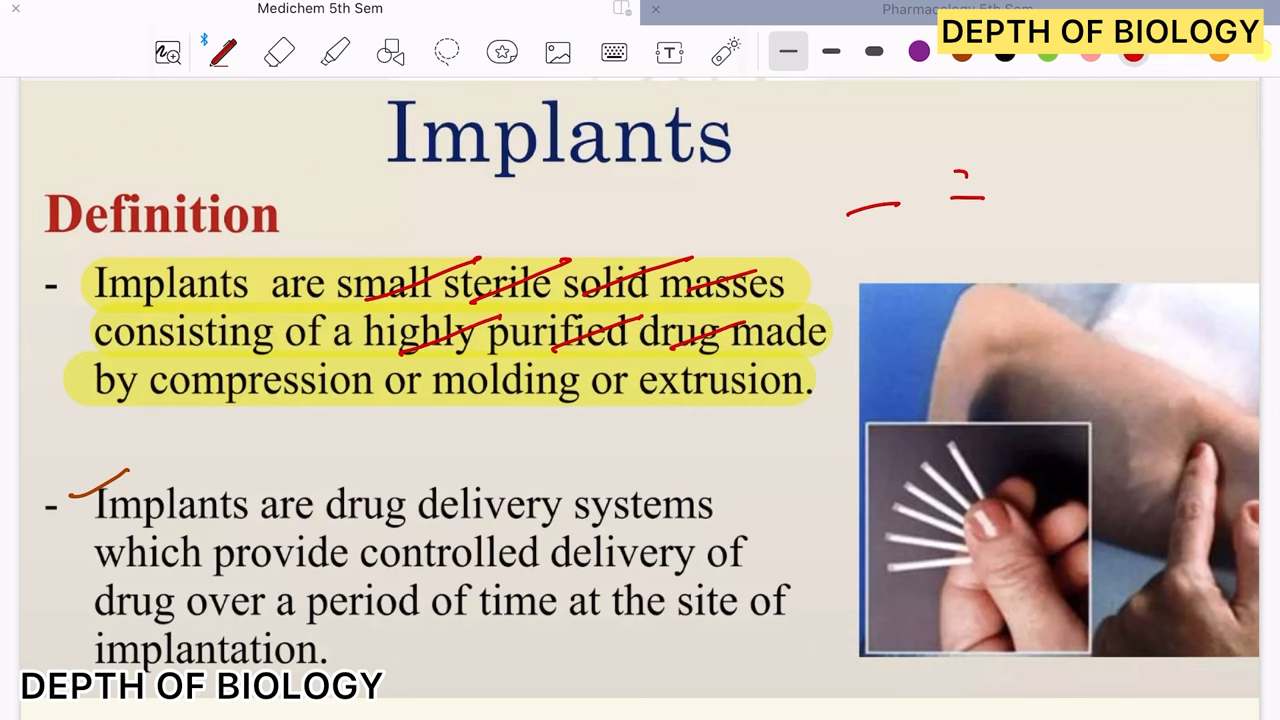 Medichem 5th Sem
Pharmacology 5th Sem
DEPTH OF BIOLOGY
T
Implants
Definition
- Implants are small sterile solid masses
consisting of a highly purified drug made
by compression or molding or extrusion.
- Implants are drug delivery systems
which provide controlled delivery of
drug over a period of time at the site of
implantation.
DEPTH OF BIOLOGY